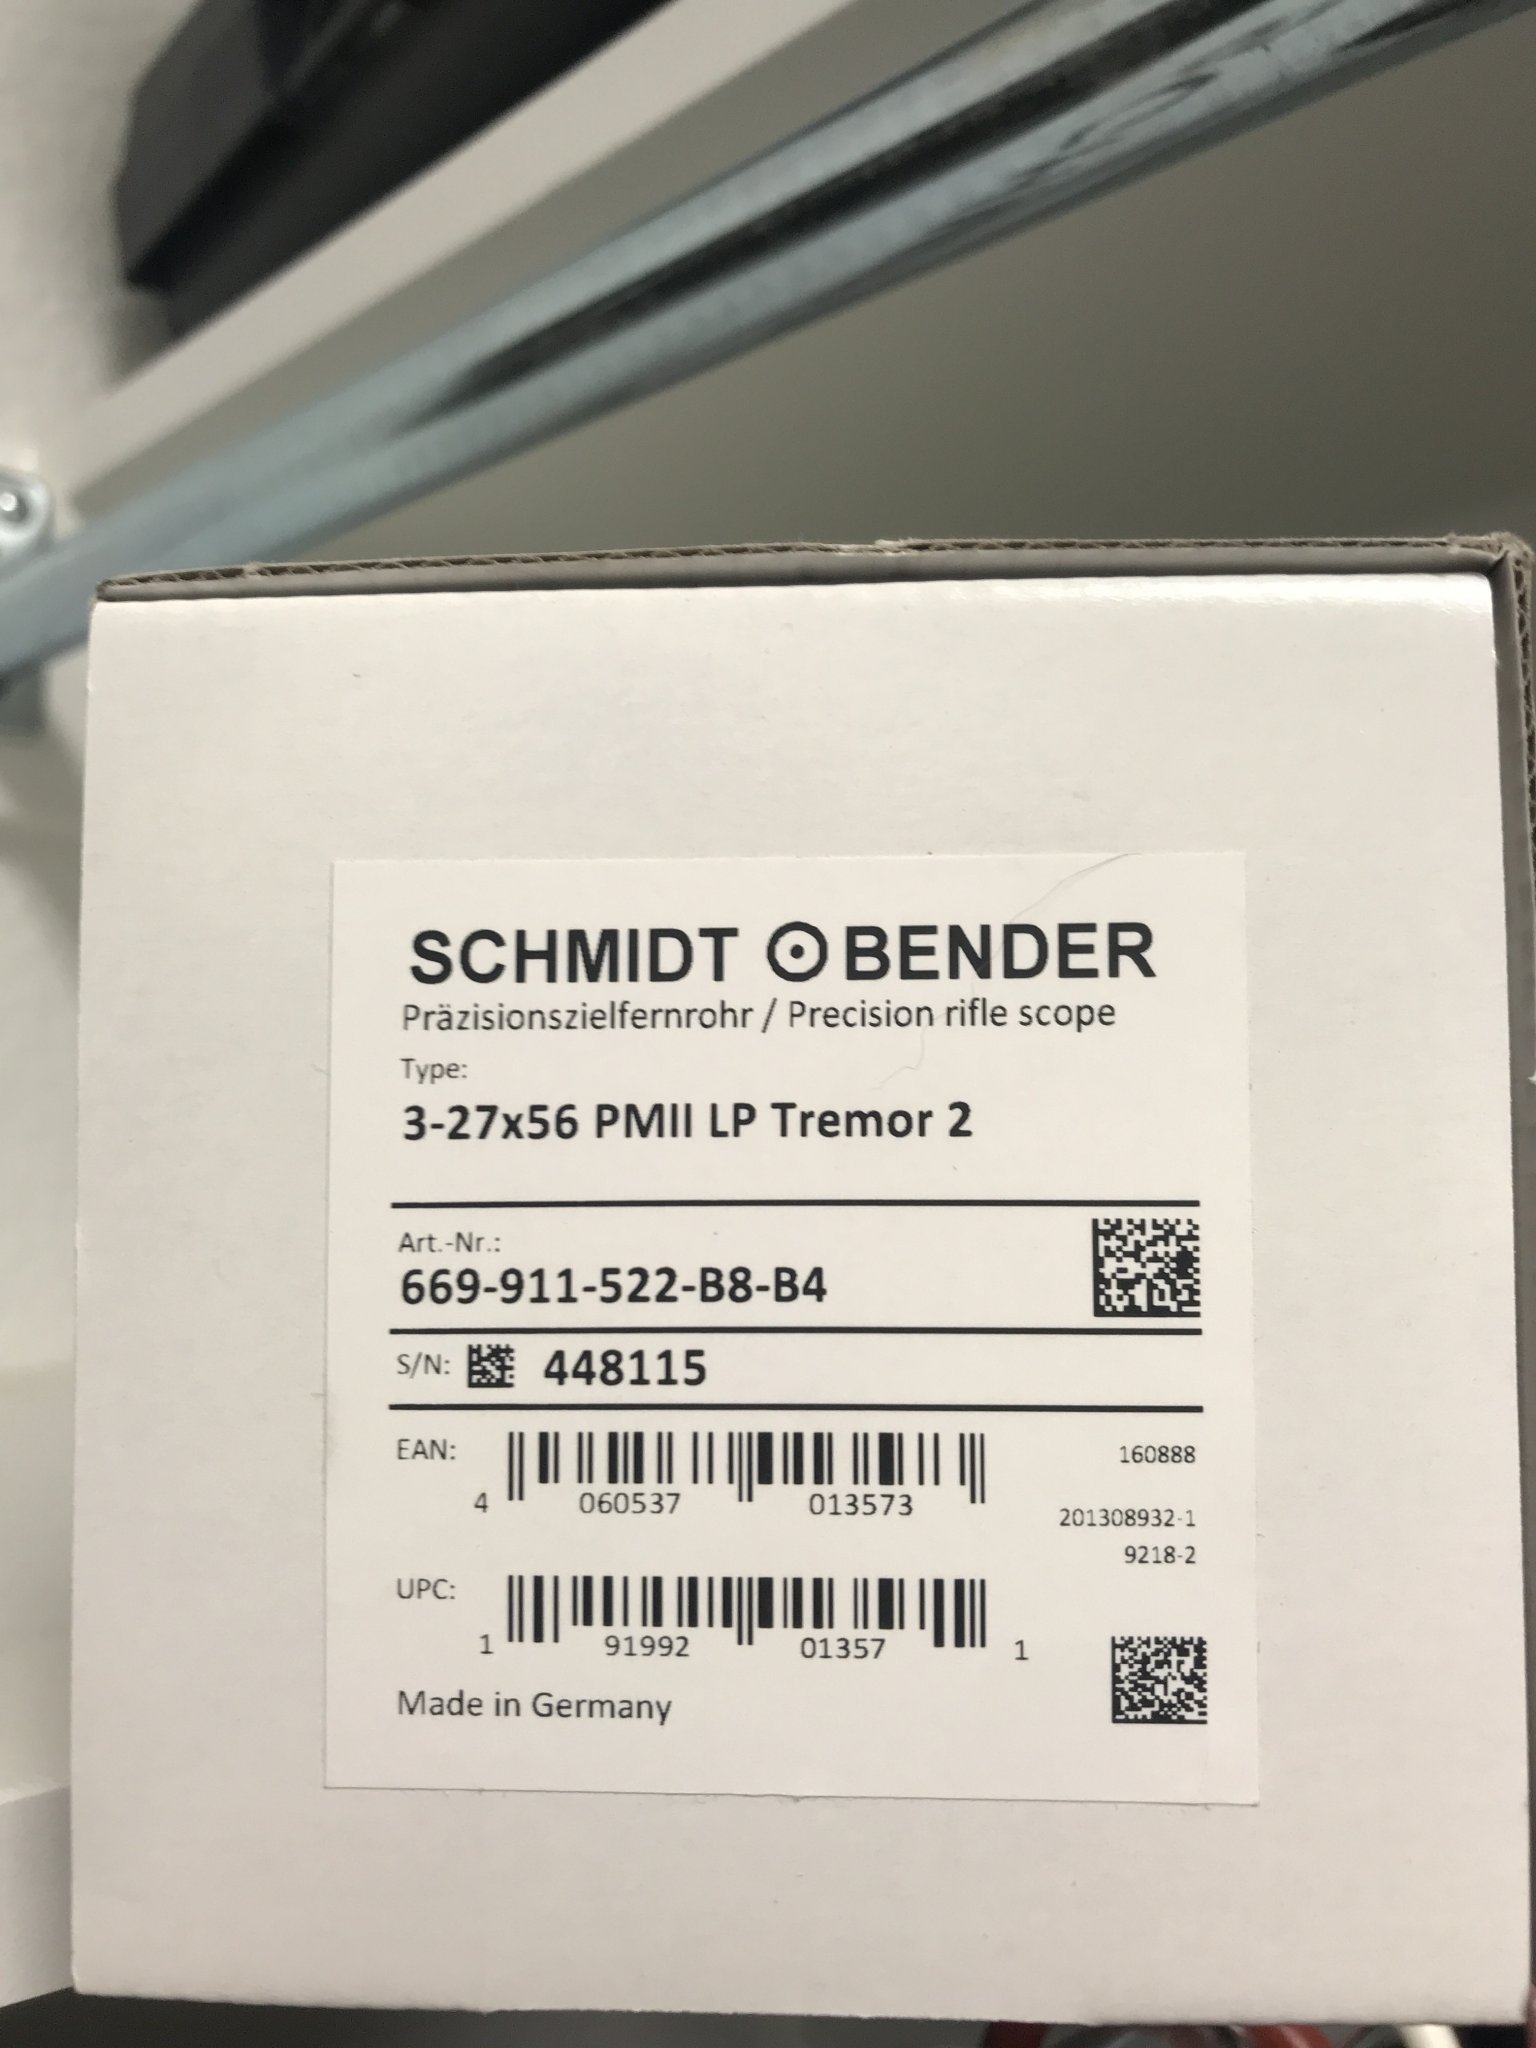 SCHMIDT BENDER
Präzisionszielfernrohr / Precision rifle scope
Type:
3-27x56 PMII LP Tremor 2
Art.-Nr.:
669-911-522-B8-B4
S/N: 448115
EAN:
4 060537 013573
160888
201308932-1
9218-2
UPC:
1 91992 01357 1
Made in Germany